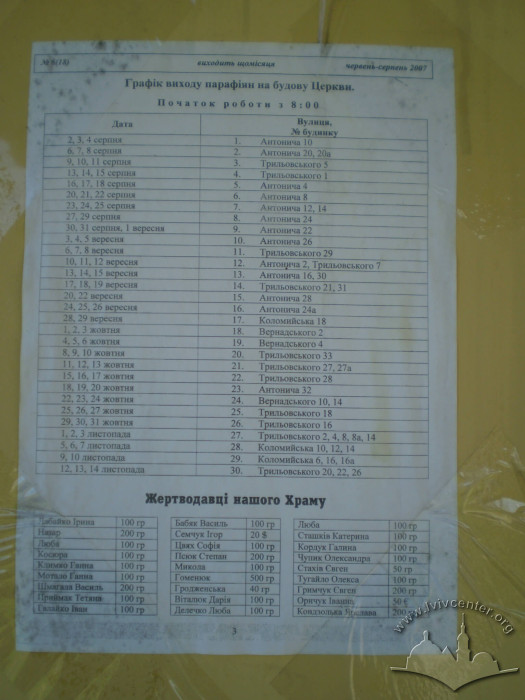 № 6(18) виходить щомісяця червень-серпень 2007
Графік виходу парафіян на будову Церкви.
Початок роботи з 8:00
Дата Вулиця, № будинку
2, 3, 4 серпня 1. Антонича 10
6, 7, 8 серпня 2. Антонича 20, 20а
9, 10, 11 серпня 3. Трильовського 5
13, 14, 15 серпня 4. Трильовського 1
16, 17, 18 серпня 5. Антонича 4
20, 21, 22 серпня 6. Антонича 8
23, 24, 25 серпня 7. Антонича 12, 14
27, 29 серпня 8. Антонича 24
30, 31 серпня, 1 вересня 9. Антонича 22
3, 4, 5 вересня 10. Антонича 26
6, 7, 8 вересня 11. Трильовського 29
10, 11, 12 вересня 12. Антонича 2, Трильовського 7
13, 14, 15 вересня 13. Антонича 16, 30
17, 18, 19 вересня 14. Трильовського 21, 31
20, 22 вересня 15. Антонича 28
24, 25, 26 вересня 16. Антонича 24а
28, 29 вересня 17. Коломийська 18
1, 2, 3 жовтня 18. Вернадського 2
4, 5, 6 жовтня 19. Вернадського 4
8, 9, 10 жовтня 20. Трильовського 33
11, 12, 13 жовтня 21. Трильовського 27, 27а
15, 16, 17 жовтня 22. Трильовського 28
18, 19, 20 жовтня 23. Антонича 32
22, 23, 24 жовтня 24. Вернадського 10, 14
25, 26, 27 жовтня 25. Трильовського 18
29, 30, 31 жовтня 26. Трильовського 16
1, 2, 3 листопада 27. Трильовського 2, 4, 8, 8а, 14
5, 6, 7 листопада 28. Коломийська 10, 12, 14
9, 10 листопада 29. Коломийська 6, 16, 16а
12, 13, 14 листопада 30. Трильовського 20, 22, 26
Жертводавці нашого Храму
Ірина 100 гр Бабяк Василь 100 гр Люба 100 гр
Назар 200 гр Семчук Ігор 20 $ Сташків Катерина 100 гр
Люба 100 гр Цвях Софія 100 гр Кордук Галина 100 гр
100 гр Псюк Степан 200 гр Чупик Олександра 100 гр
Климко Ганна 100 гр Микола 100 гр Стахів Євген 50 гр
Ганна 100 гр Гоменюк 500 гр Тугайло Олекса 100 гр
Василь 200 гр Гродженська 40 гр Гримчук Євген 200 гр
Тетяна 100 гр Віталюк Дарія 100 гр Іванна 50
Іван 100 гр Делечко Люба 100 гр Ярослава 200
3
www.lvivcenter.org